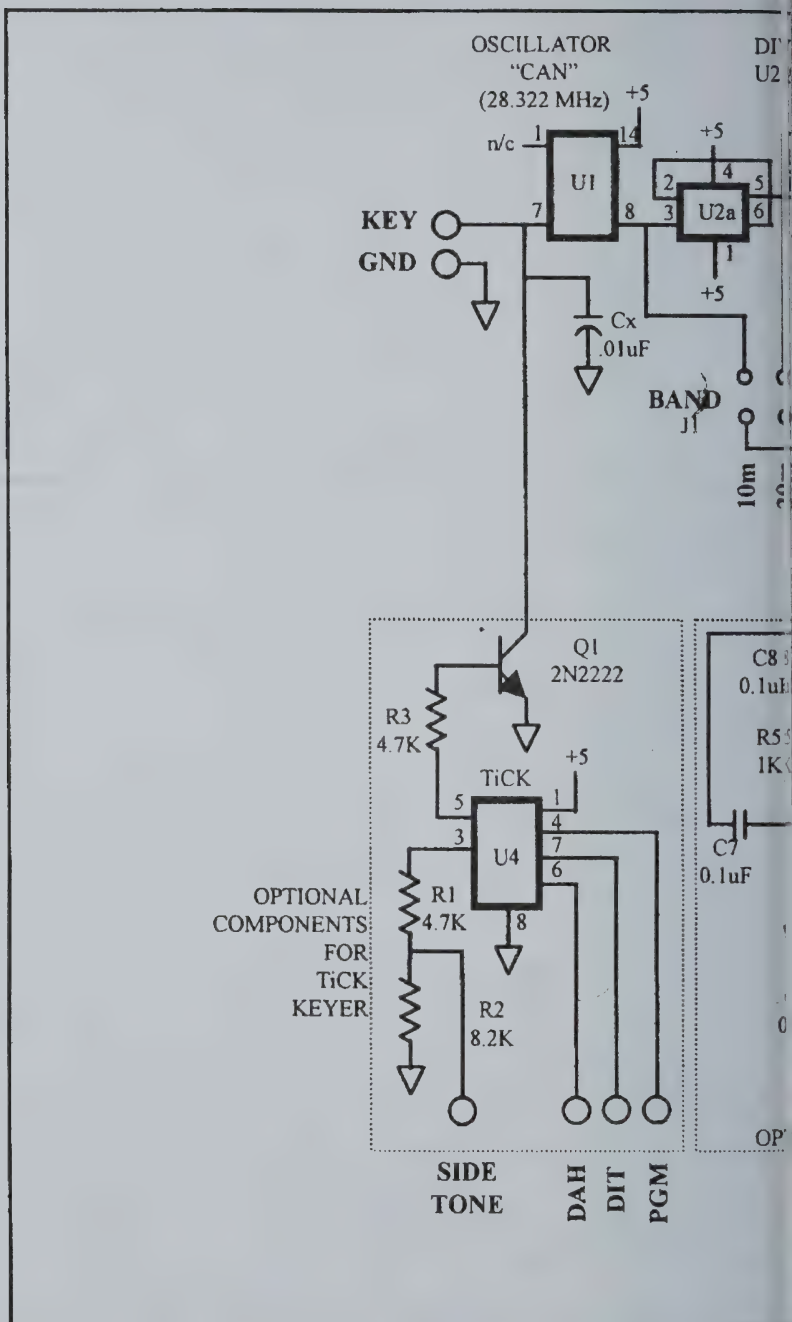 OSCILLATOR
"CAN"
(28.322 MHz)
+5
U2
n/c
1
14
U1
7
8
+5
2
4
5
3
U2a
6
1
+5
KEY
GND
Cx
.01uF
BAND
J1
10m
Q1
2N2222
R3
4.7K
TiCK
+5
5
1
3
4
U4
7
6
8
R1
4.7K
OPTIONAL
COMPONENTS
FOR
TiCK
KEYER
R2
8.2K
SIDE
TONE
DAH
DIT
PGM
C8
R5
1K
C7
0.1uF